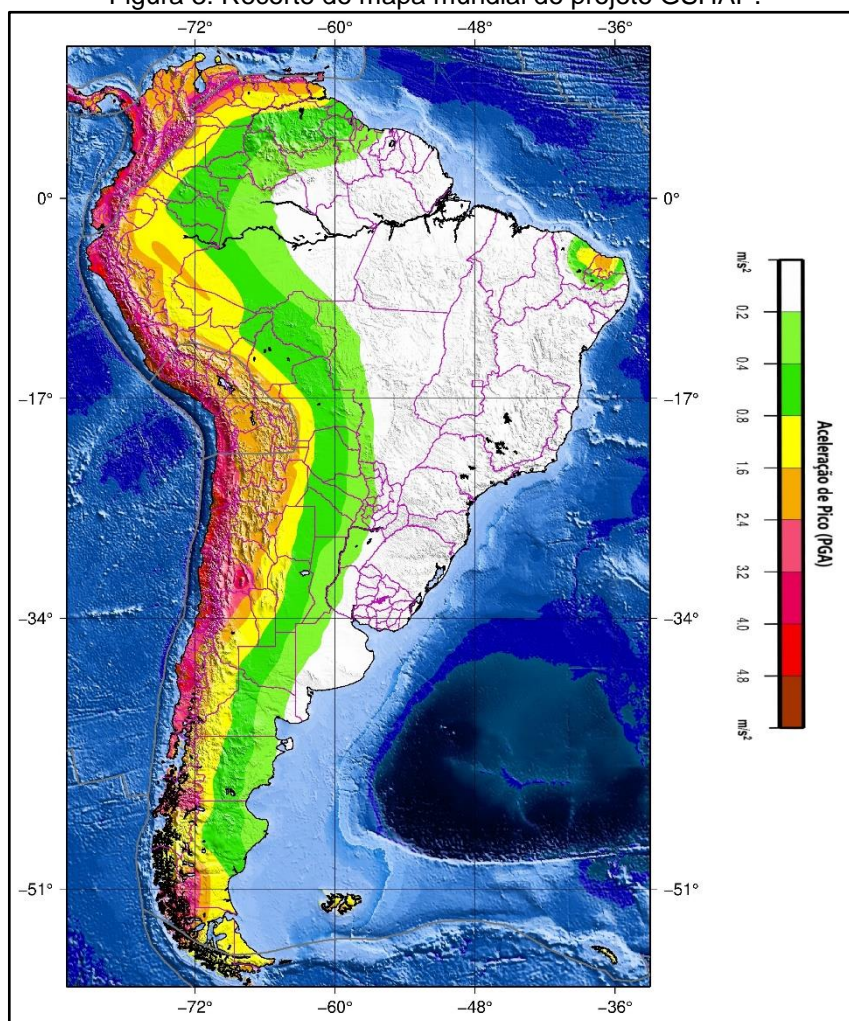 Recorte do mapa mundial do projeto GSHAP.
−72° −60° −48° −36°
0° 0°
−17° −17°
−34° −34°
−51° −51°
−72° −60° −48° −36°
m/s²
0.2
0.4
0.8
1.6
2.4
3.2
4.0
4.8
m/s²
Aceleração de Pico (PGA)